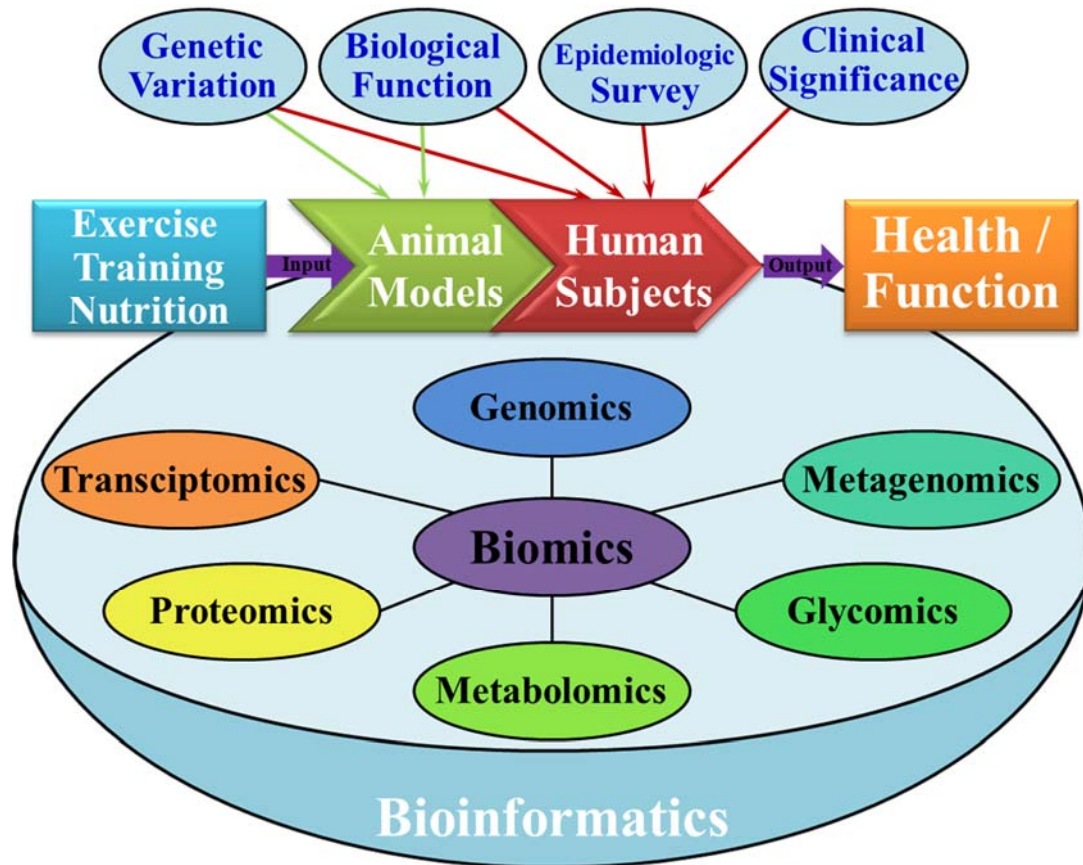 Genetic
Variation
Biological
Function
Epidemiologic
Survey
Clinical
Significance
Exercise
Training
Nutrition
Input
Animal
Models
Human
Subjects
Output
Health /
Function
Genomics
Transciptomics
Metagenomics
Biomics
Proteomics
Glycomics
Metabolomics
Bioinformatics